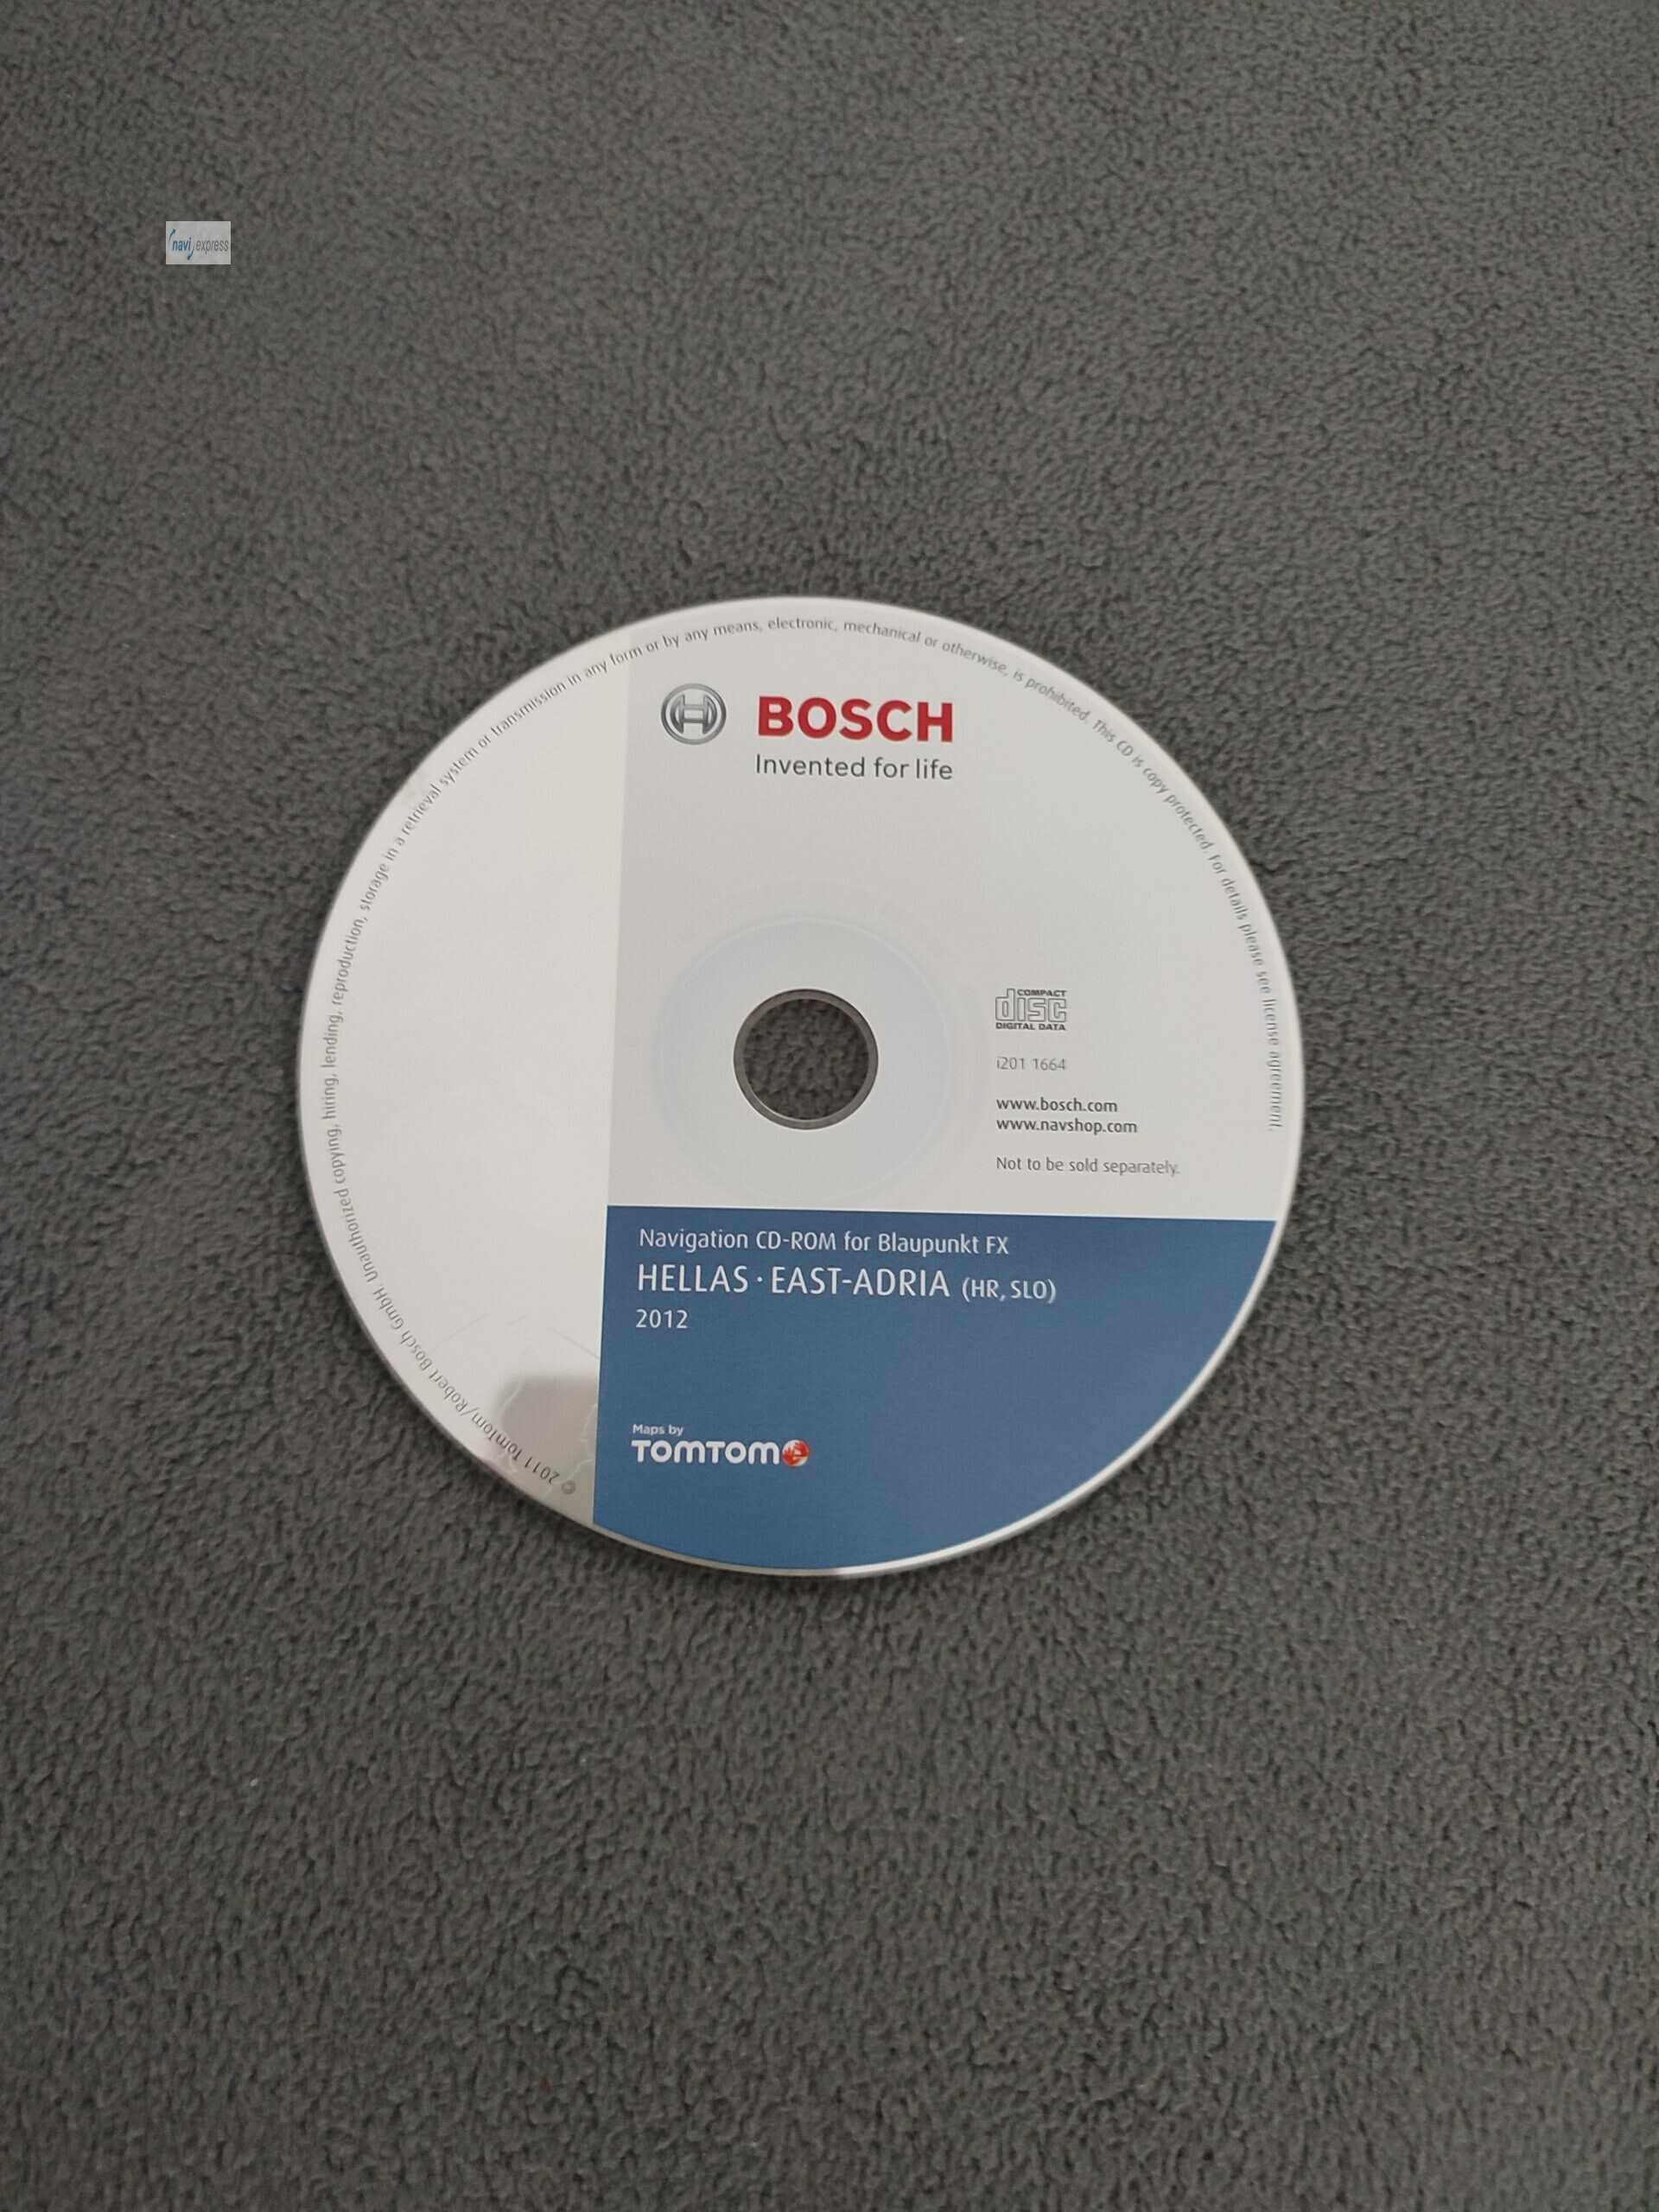 navi express
© 2011 TomTom/Robert Bosch GmbH. Unauthorized copying, hiring, lending, reproduction, storage in a retrieval system or transmission in any form or by any means, electronic, mechanical or otherwise, is prohibited. This CD is copy protected. For details please see license agreement.
BOSCH
Invented for life
COMPACT
disc
DIGITAL DATA
i201 1664
www.bosch.com
www.navshop.com
Not to be sold separately.
Navigation CD-ROM for Blaupunkt FX
HELLAS · EAST-ADRIA (HR, SLO)
2012
Maps by
TOMTOM